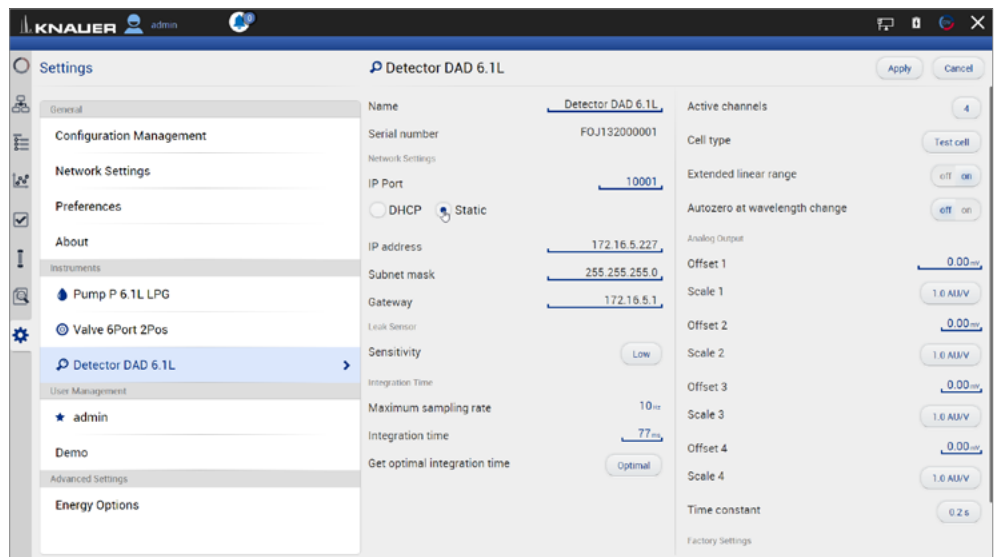 KNAUER admin
Settings
General
Configuration Management
Network Settings
Preferences
About
Instruments
Pump P 6.1L LPG
Valve 6Port 2Pos
Detector DAD 6.1L
User Management
admin
Demo
Advanced Settings
Energy Options
Detector DAD 6.1L
Apply Cancel
Name Detector DAD 6.1L
Serial number FOJ132000001
Network Settings
IP Port 10001
DHCP Static
IP address 172.16.5.227
Subnet mask 255.255.255.0
Gateway 172.16.5.1
Leak Sensor
Sensitivity Low
Integration Time
Maximum sampling rate 10 Hz
Integration time 77 ms
Get optimal integration time Optimal
Active channels 4
Cell type Test cell
Extended linear range off on
Autozero at wavelength change off on
Analog Output
Offset 1 0.00 mV
Scale 1 1.0 AU/V
Offset 2 0.00 mV
Scale 2 1.0 AU/V
Offset 3 0.00 mV
Scale 3 1.0 AU/V
Offset 4 0.00 mV
Scale 4 1.0 AU/V
Time constant 0.2 s
Factory Settings